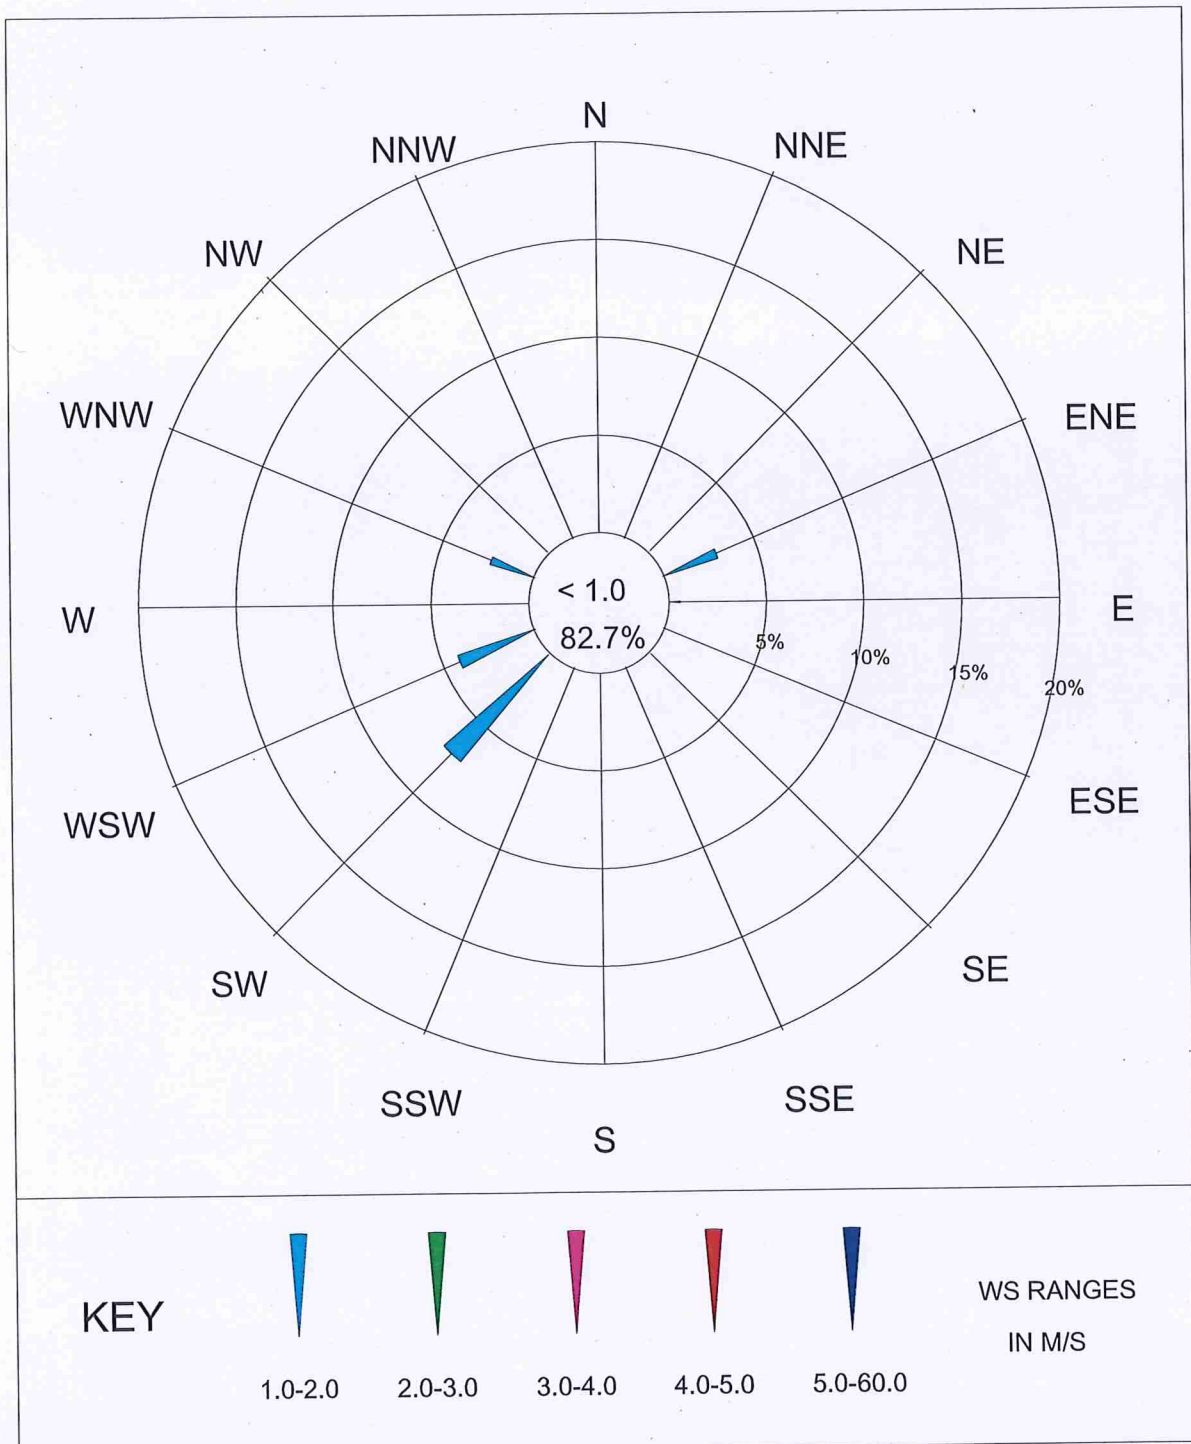 N
NNW
NNE
NW
NE
WNW
ENE
< 1.0
W
E
82.7%
5%
10%
15%
20%
WSW
ESE
SW
SE
SSW
SSE
S
KEY
WS RANGES
IN M/S
1.0-2.0
2.0-3.0
3.0-4.0
4.0-5.0
5.0-60.0